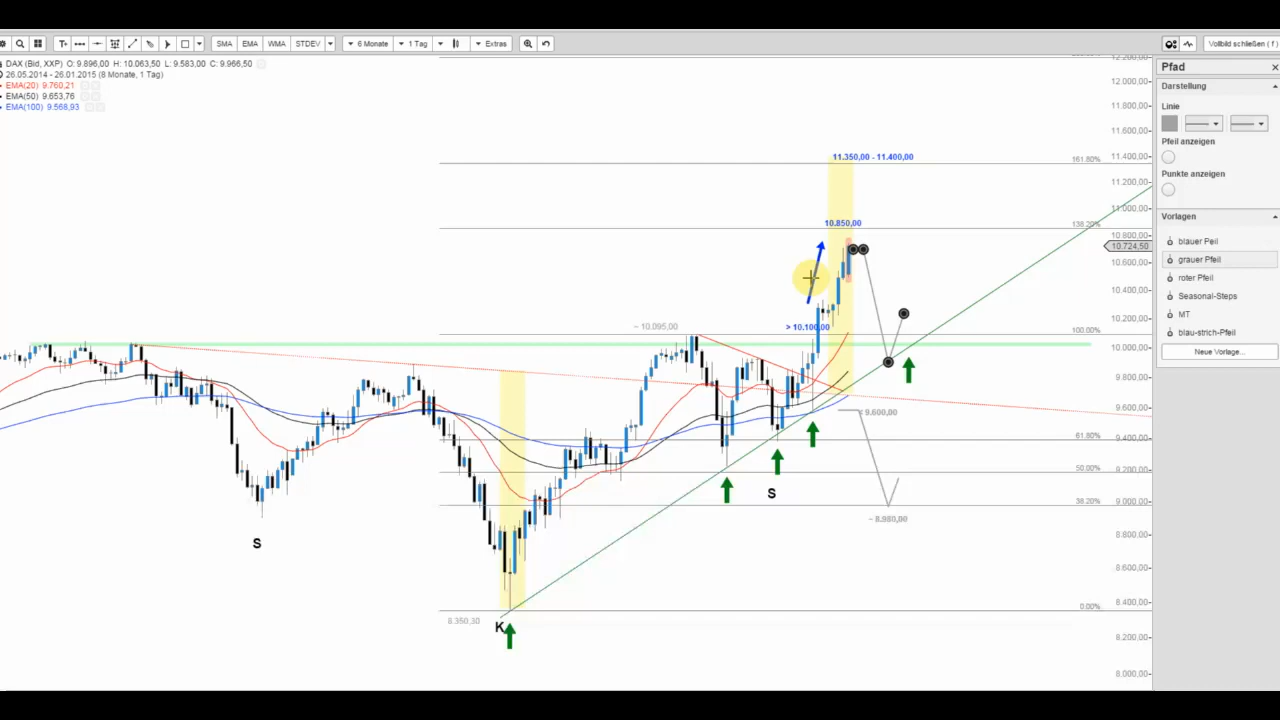 T+
SMA EMA WMA STDEV 6 Monate 1 Tag Extras
Vollbild schließen ( f )
DAX (Bid, XXP) O: 9.896,00 H: 10.063,50 L: 9.583,00 C: 9.966,50
26.05.2014 - 26.01.2015 (8 Monate, 1 Tag)
EMA(20) 9.760,21
EMA(50) 9.653,76
EMA(100) 9.568,93
11.350,00 - 11.400,00
161.80%
10.850,00
138.20%
~ 10.095,00
> 10.100,00
100.00%
< 9.600,00
61.80%
50.00%
S
38.20%
~ 8.980,00
S
0.00%
8.350,30
K
12.200,00
12.000,00
11.800,00
11.600,00
11.400,00
11.200,00
11.000,00
10.800,00
10.724,50
10.600,00
10.400,00
10.200,00
10.000,00
9.800,00
9.600,00
9.400,00
9.200,00
9.000,00
8.800,00
8.600,00
8.400,00
8.200,00
8.000,00
Pfad
Darstellung
Linie
Pfeil anzeigen
Punkte anzeigen
Vorlagen
blauer Peil
grauer Pfeil
roter Pfeil
Seasonal-Steps
MT
blau-strich-Pfeil
Neue Vorlage...